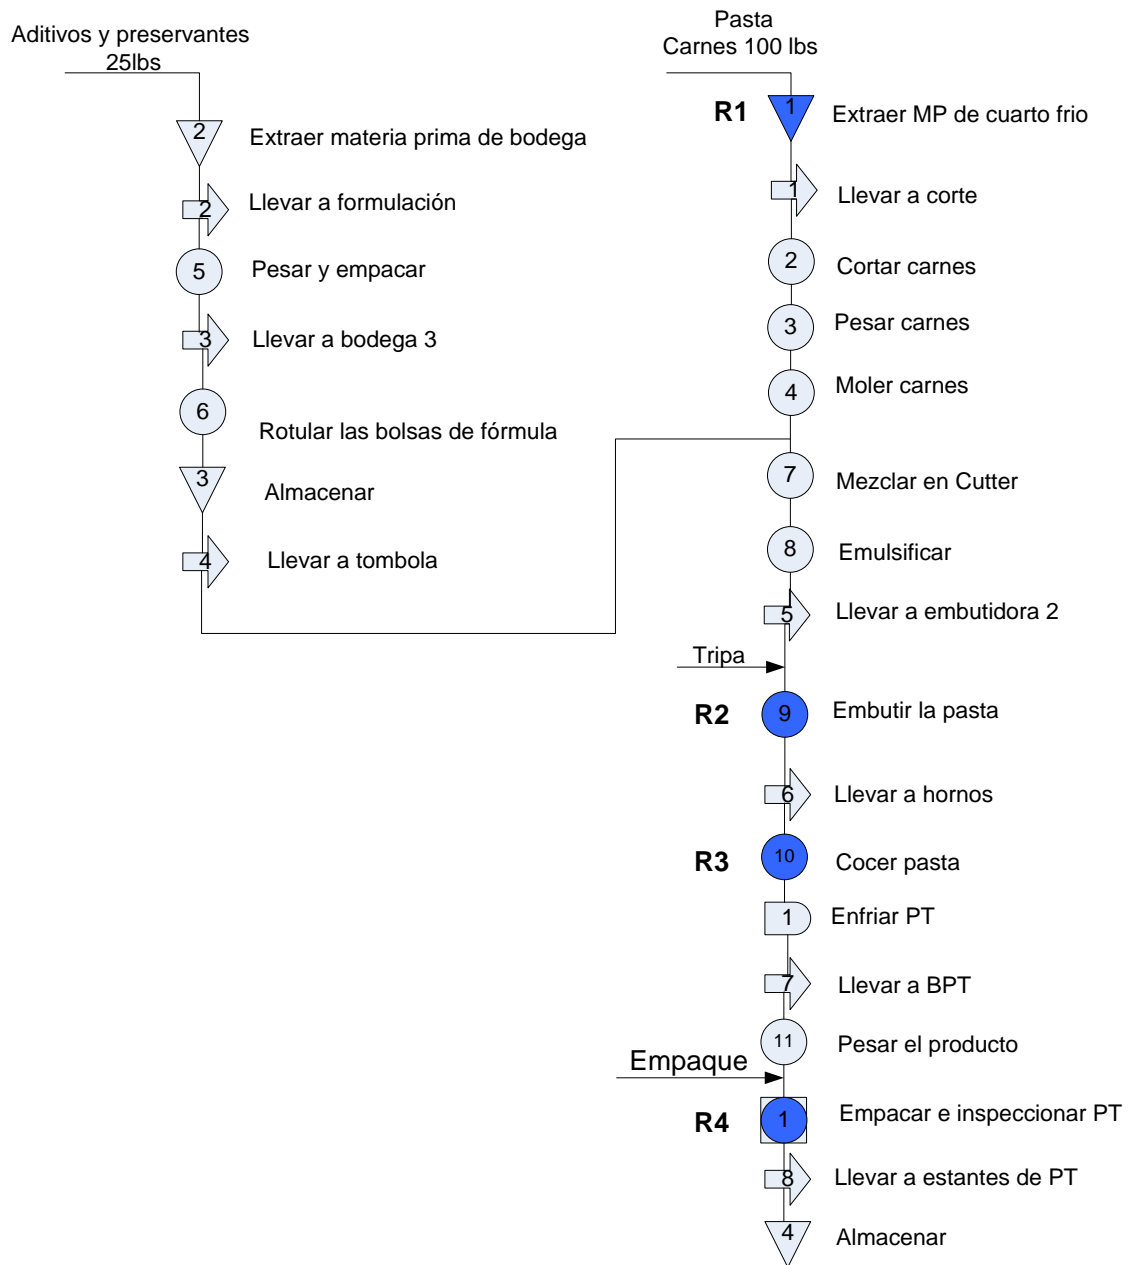 Aditivos y preservantes
25lbs
2
Extraer materia prima de bodega
2
Llevar a formulación
5
Pesar y empacar
3
Llevar a bodega 3
6
Rotular las bolsas de fórmula
3
Almacenar
4
Llevar a tombola
Pasta
Carnes 100 lbs
R1
1
Extraer MP de cuarto frio
1
Llevar a corte
2
Cortar carnes
3
Pesar carnes
4
Moler carnes
7
Mezclar en Cutter
8
Emulsificar
5
Llevar a embutidora 2
Tripa
R2
9
Embutir la pasta
6
Llevar a hornos
R3
10
Cocer pasta
1
Enfriar PT
7
Llevar a BPT
11
Pesar el producto
Empaque
R4
1
Empacar e inspeccionar PT
8
Llevar a estantes de PT
4
Almacenar